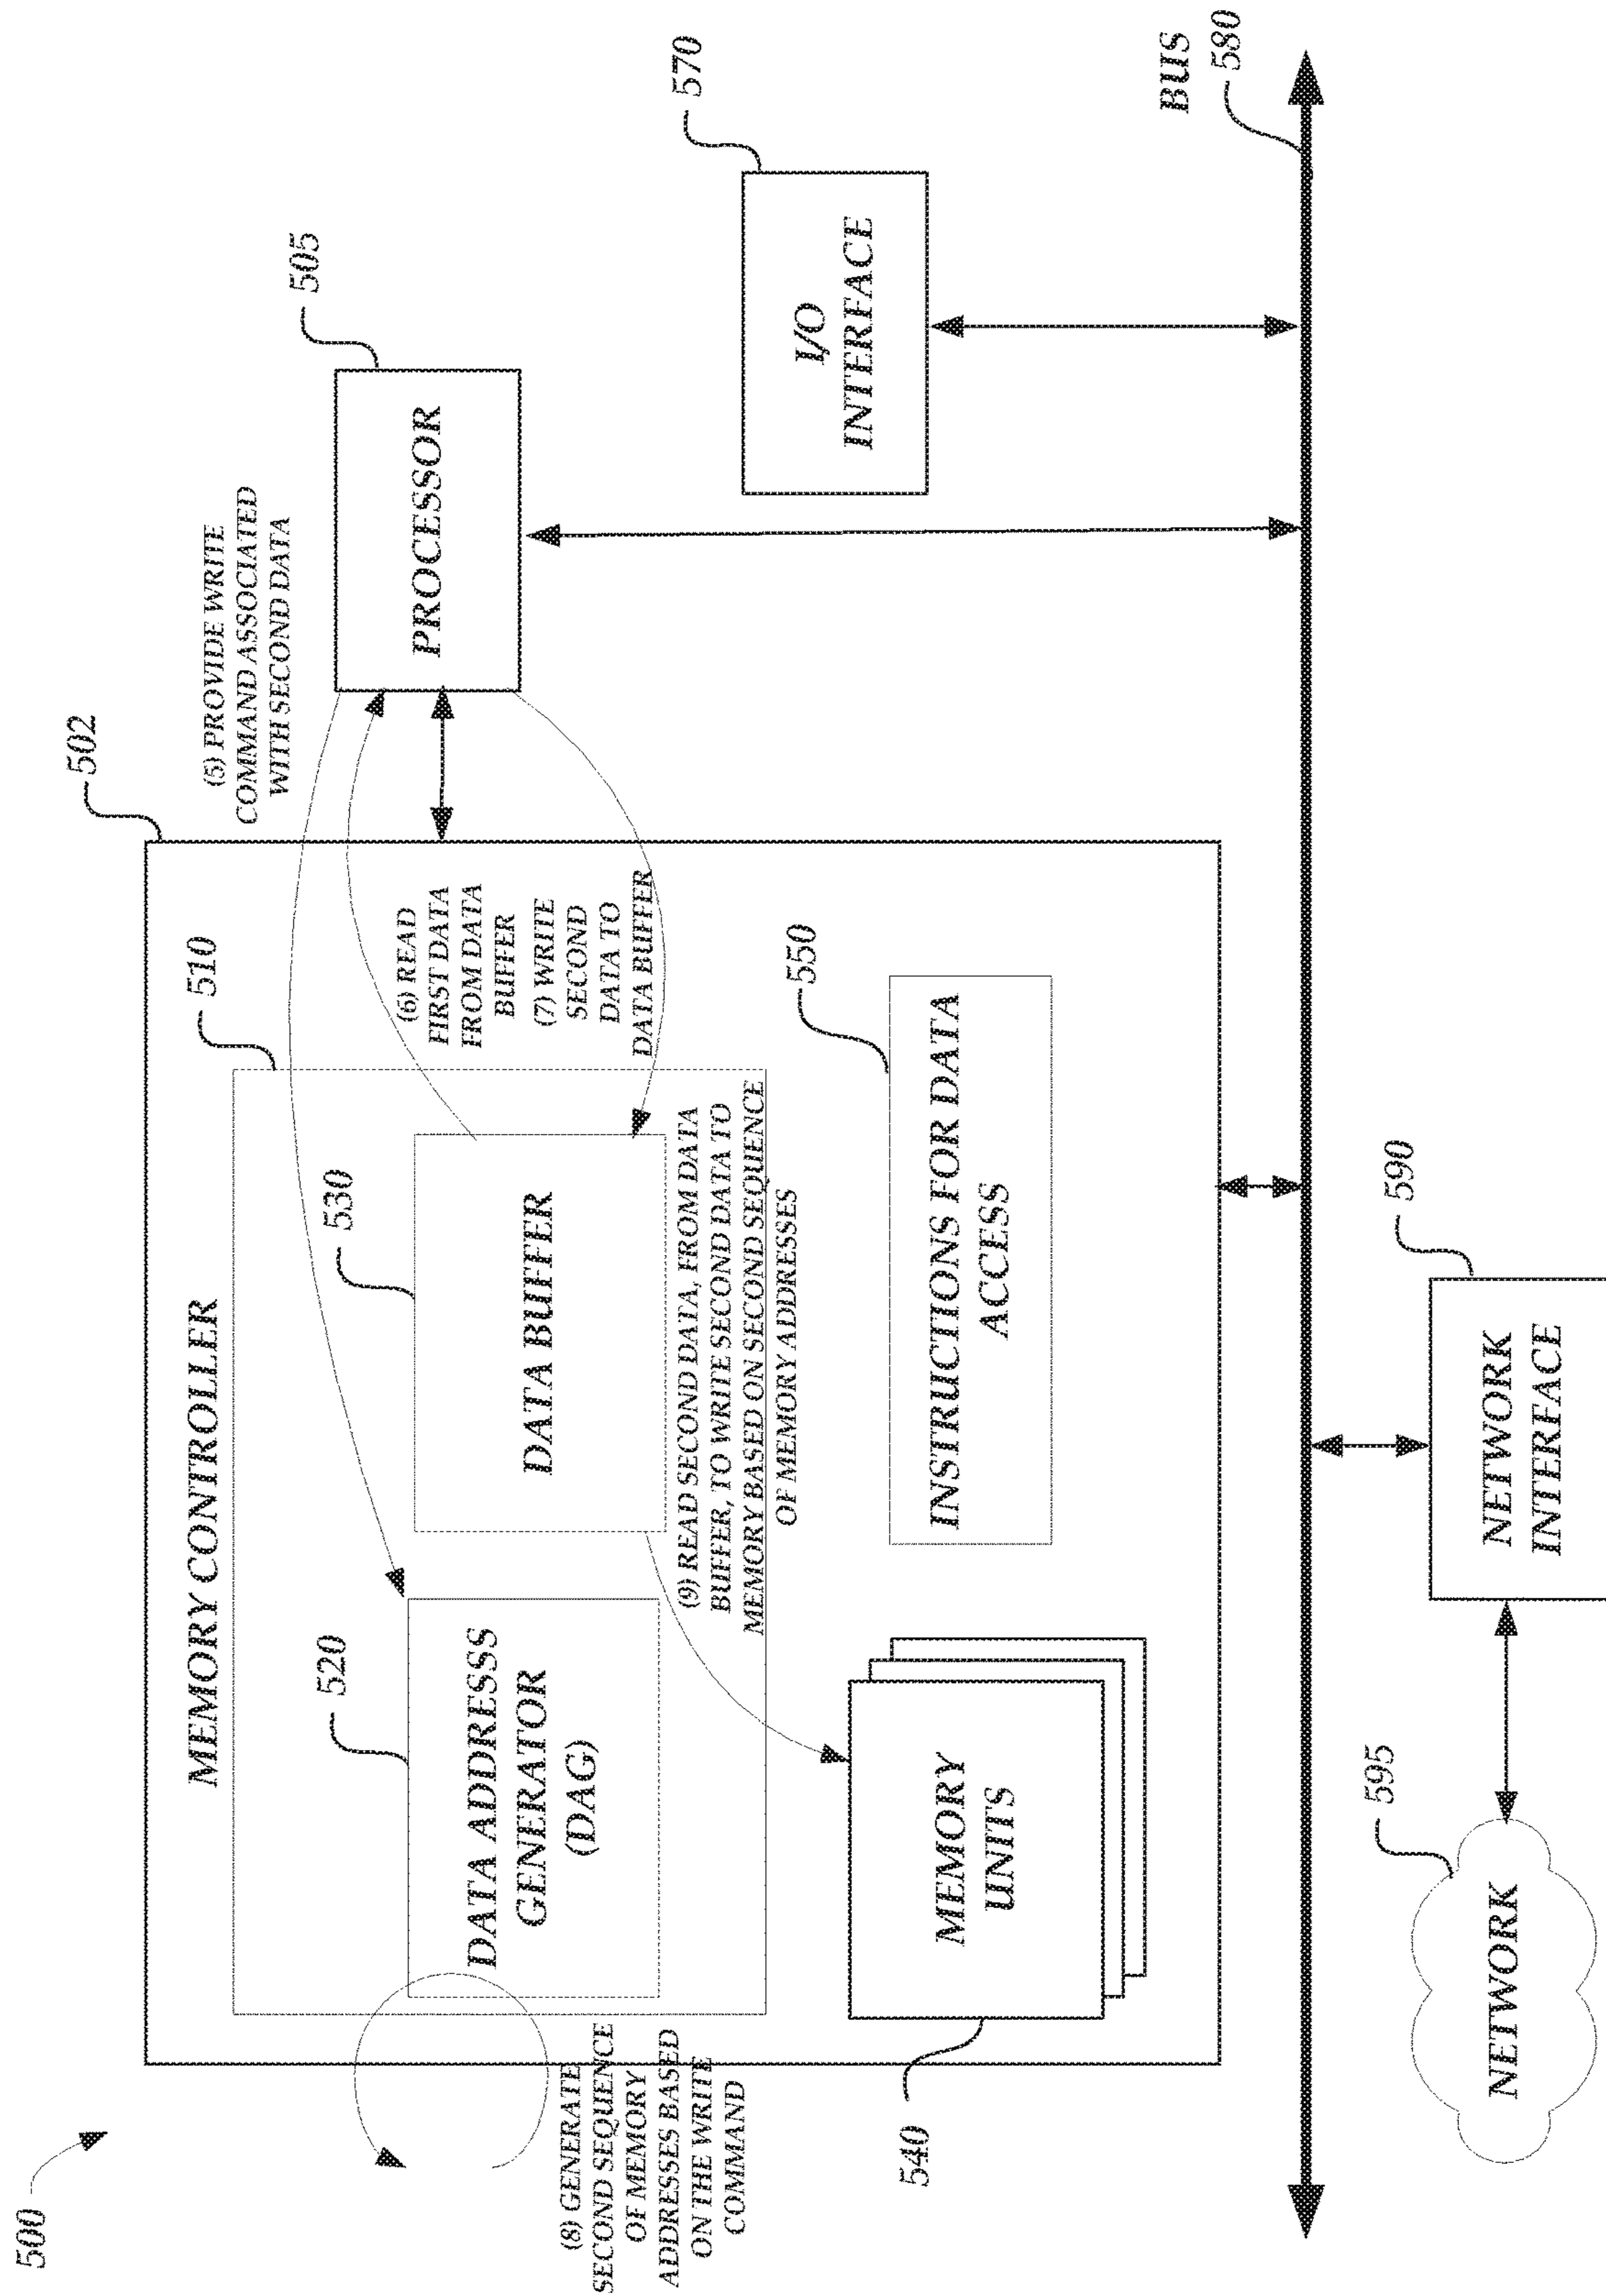 500
502
MEMORY CONTROLLER
510
520
DATA ADDRESS
GENERATOR
(DAG)
530
DATA BUFFER
(5) PROVIDE WRITE
COMMAND ASSOCIATED
WITH SECOND DATA
505
PROCESSOR
(6) READ
FIRST DATA
FROM DATA
BUFFER
(7) WRITE
SECOND
DATA TO
DATA BUFFER
(8) GENERATE
SECOND SEQUENCE
OF MEMORY
ADDRESSES BASED
ON THE WRITE
COMMAND
(9) READ SECOND DATA, FROM DATA
BUFFER, TO WRITE SECOND DATA TO
MEMORY BASED ON SECOND SEQUENCE
OF MEMORY ADDRESSES
540
MEMORY
UNITS
550
INSTRUCTIONS FOR DATA
ACCESS
570
I/O
INTERFACE
BUS
580
595
NETWORK
590
NETWORK
INTERFACE